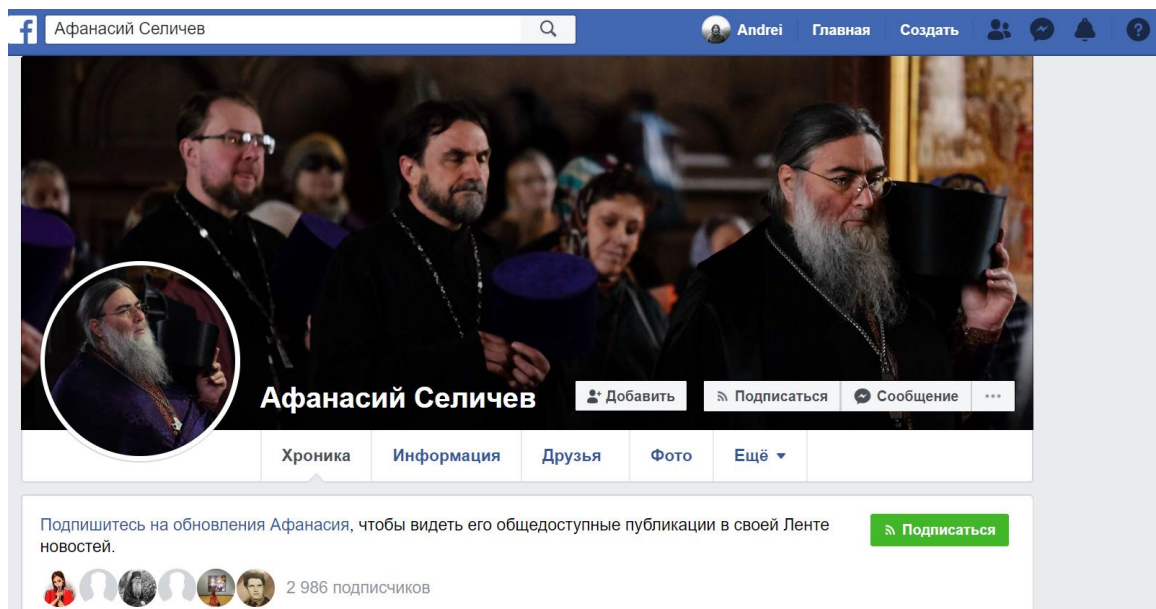 f Афанасий Селичев Andrei Главная Создать ?
Афанасий Селичев Добавить Подписаться Сообщение ...
Хроника Информация Друзья Фото Ещё
Подпишитесь на обновления Афанасия, чтобы видеть его общедоступные публикации в своей Ленте
новостей.
Подписаться
2 986 подписчиков